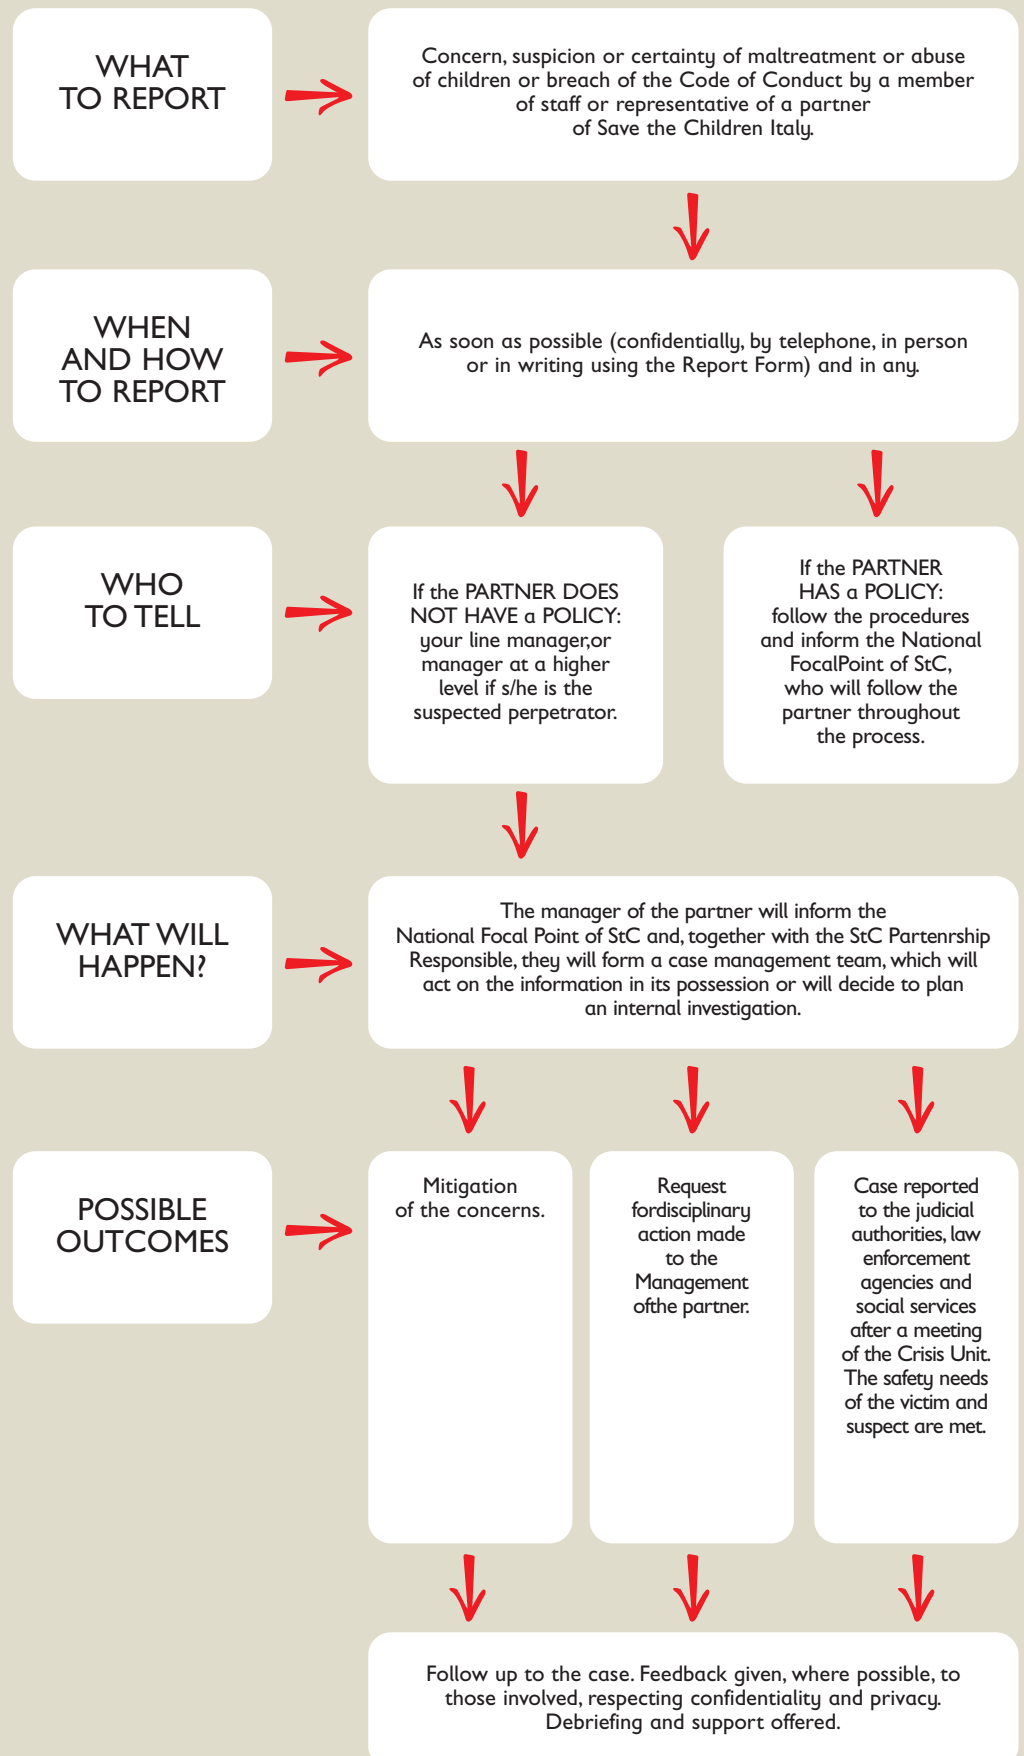 WHAT
TO REPORT
Concern, suspicion or certainty of maltreatment or abuse
of children or breach of the Code of Conduct by a member
of staff or representative of a partner
of Save the Children Italy.
WHEN
AND HOW
TO REPORT
As soon as possible (confidentially, by telephone, in person
or in writing using the Report Form) and in any.
WHO
TO TELL
If the PARTNER DOES
NOT HAVE a POLICY:
your line manager,or
manager at a higher
level if s/he is the
suspected perpetrator.
If the PARTNER
HAS a POLICY:
follow the procedures
and inform the National
FocalPoint of StC,
who will follow the
partner throughout
the process.
WHAT WILL
HAPPEN?
The manager of the partner will inform the
National Focal Point of StC and, together with the StC Partenrship
Responsible, they will form a case management team, which will
act on the information in its possession or will decide to plan
an internal investigation.
POSSIBLE
OUTCOMES
Mitigation
of the concerns.
Request
fordisciplinary
action made
to the
Management
ofthe partner.
Case reported
to the judicial
authorities, law
enforcement
agencies and
social services
after a meeting
of the Crisis Unit.
The safety needs
of the victim and
suspect are met.
Follow up to the case. Feedback given, where possible, to
those involved, respecting confidentiality and privacy.
Debriefing and support offered.